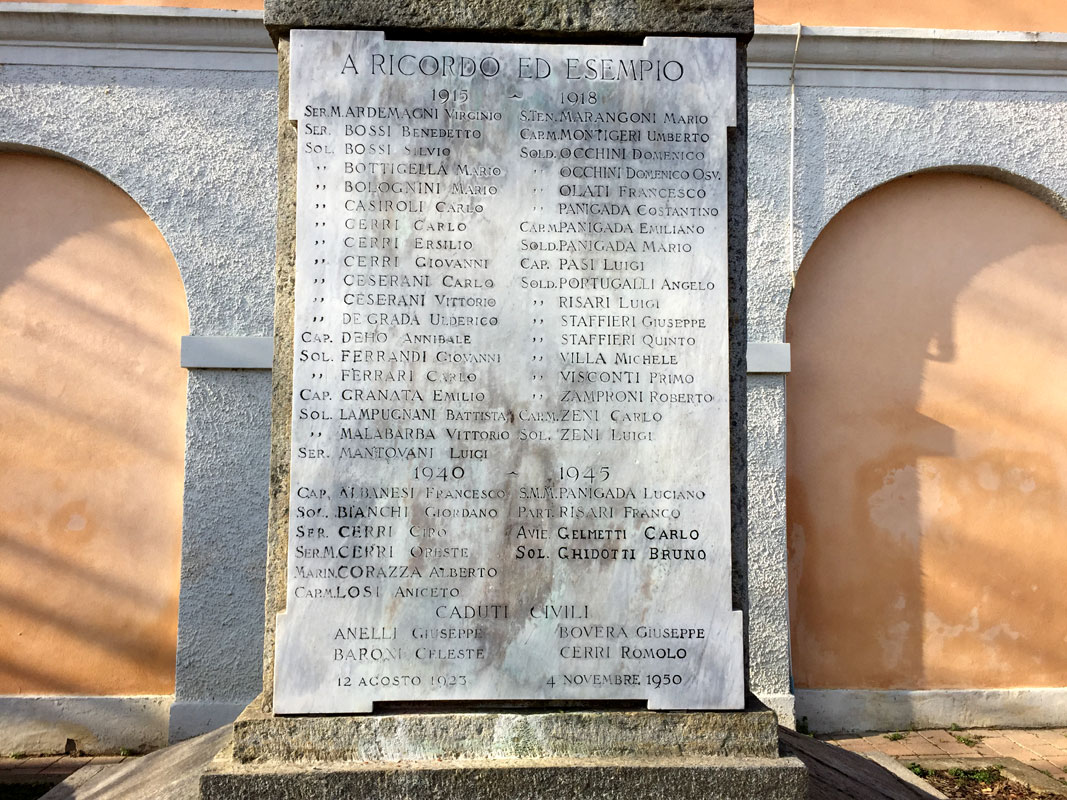 A RICORDO ED ESEMPIO
1915 ~ 1918
SER.M. ARDEMAGNI VIRGINIO
SER. BOSSI BENEDETTO
SOL. BOSSI SILVIO
,, BOTTIGELLA MARIO
,, BOLOGNINI MARIO
,, CASIROLI CARLO
,, CERRI CARLO
,, CERRI ERSILIO
,, CERRI GIOVANNI
,, CESERANI CARLO
,, CESERANI VITTORIO
,, DE GRADA ULDERICO
CAP. DEHO ANNIBALE
SOL. FERRANDI GIOVANNI
,, FERRARI CARLO
CAP. GRANATA EMILIO
SOL. LAMPUGNANI BATTISTA
,, MALABARBA VITTORIO
SER. MANTOVANI LUIGI
S.TEN. MARANGONI MARIO
CAR.M. MONTIGERI UMBERTO
SOLD. OCCHINI DOMENICO
,, OCCHINI DOMENICO OSV.
,, OLATI FRANCESCO
,, PANIGADA COSTANTINO
CAR.M. PANIGADA EMILIANO
SOLD. PANIGADA MARIO
CAP. PASI LUIGI
SOLD. PORTUGALLI ANGELO
,, RISARI LUIGI
,, STAFFIERI GIUSEPPE
,, STAFFIERI QUINTO
,, VILLA MICHELE
,, VISCONTI PRIMO
,, ZAMPRONI ROBERTO
CAR.M. ZENI CARLO
SOL. ZENI LUIGI
1940 ~ 1945
CAP. ALBANESI FRANCESCO
SOL. BIANCHI GIORDANO
SER. CERRI CIRO
SER.M. CERRI ORESTE
MARIN. CORAZZA ALBERTO
CAR.M. LOSI ANICETO
S.M.M. PANIGADA LUCIANO
PART. RISARI FRANCO
AVIE. GELMETTI CARLO
SOL. GHIDOTTI BRUNO
CADUTI CIVILI
ANELLI GIUSEPPE
BARONI CELESTE
BOVERA GIUSEPPE
CERRI ROMOLO
12 AGOSTO 1923
4 NOVEMBRE 1950